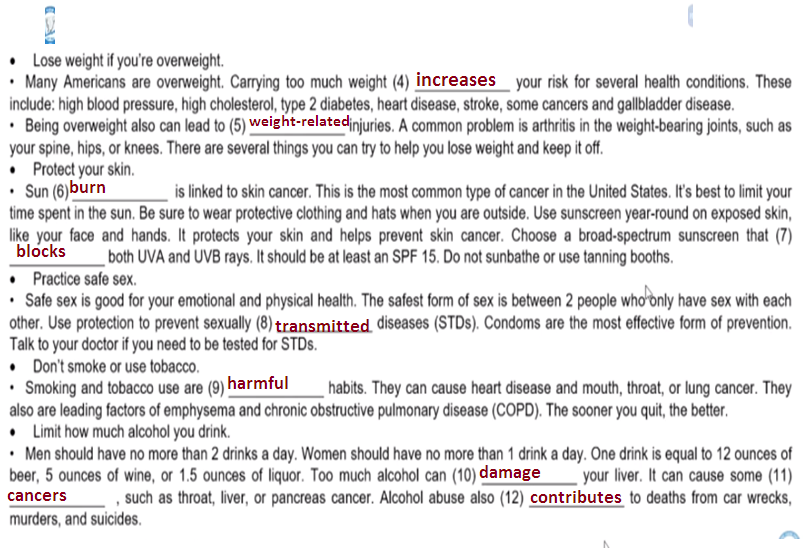 • Lose weight if you're overweight.
• Many Americans are overweight. Carrying too much weight (4) increases your risk for several health conditions. These
include: high blood pressure, high cholesterol, type 2 diabetes, heart disease, stroke, some cancers and gallbladder disease.
• Being overweight also can lead to (5) weight-related injuries. A common problem is arthritis in the weight-bearing joints, such as
your spine, hips, or knees. There are several things you can try to help you lose weight and keep it off.
• Protect your skin.
• Sun (6) burn is linked to skin cancer. This is the most common type of cancer in the United States. It's best to limit your
time spent in the sun. Be sure to wear protective clothing and hats when you are outside. Use sunscreen year-round on exposed skin,
like your face and hands. It protects your skin and helps prevent skin cancer. Choose a broad-spectrum sunscreen that (7)
blocks both UVA and UVB rays. It should be at least an SPF 15. Do not sunbathe or use tanning booths.
• Practice safe sex.
• Safe sex is good for your emotional and physical health. The safest form of sex is between 2 people who only have sex with each
other. Use protection to prevent sexually (8) transmitted diseases (STDs). Condoms are the most effective form of prevention.
Talk to your doctor if you need to be tested for STDs.
• Don't smoke or use tobacco.
• Smoking and tobacco use are (9) harmful habits. They can cause heart disease and mouth, throat, or lung cancer. They
also are leading factors of emphysema and chronic obstructive pulmonary disease (COPD). The sooner you quit, the better.
• Limit how much alcohol you drink.
• Men should have no more than 2 drinks a day. Women should have no more than 1 drink a day. One drink is equal to 12 ounces of
beer, 5 ounces of wine, or 1.5 ounces of liquor. Too much alcohol can (10) damage your liver. It can cause some (11)
cancers , such as throat, liver, or pancreas cancer. Alcohol abuse also (12) contributes to deaths from car wrecks,
murders, and suicides.